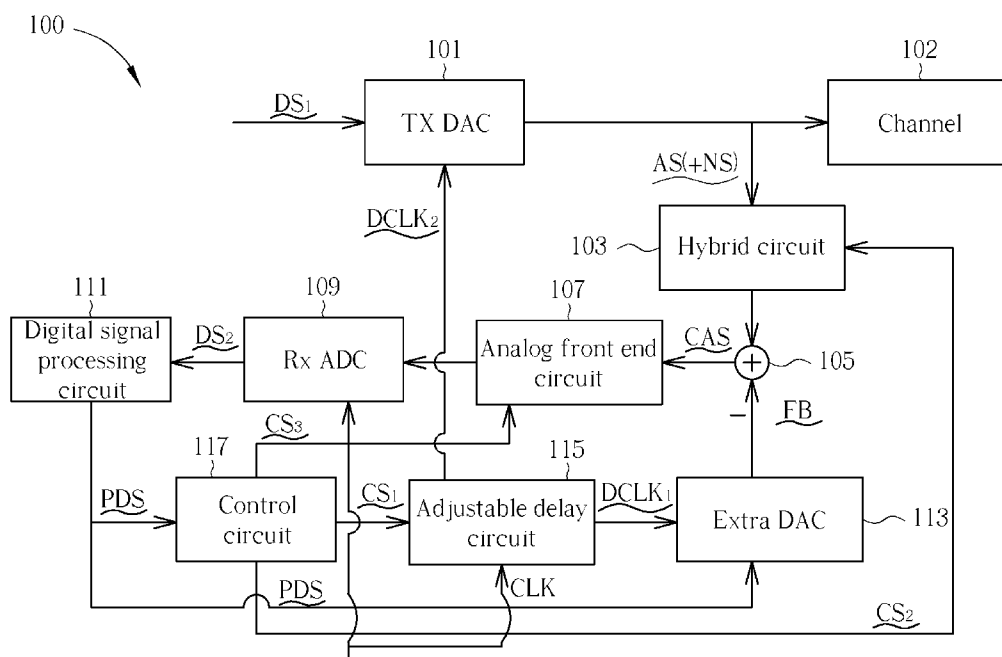 100
101
102
DS1
TX DAC
Channel
AS(+NS)
DCLK2
103
Hybrid circuit
111
109
107
Digital signal
processing
circuit
DS2
Rx ADC
Analog front end
circuit
CAS
105
FB
CS3
117
115
PDS
Control
circuit
CS1
Adjustable delay
circuit
DCLK1
Extra DAC
113
PDS
CLK
CS2